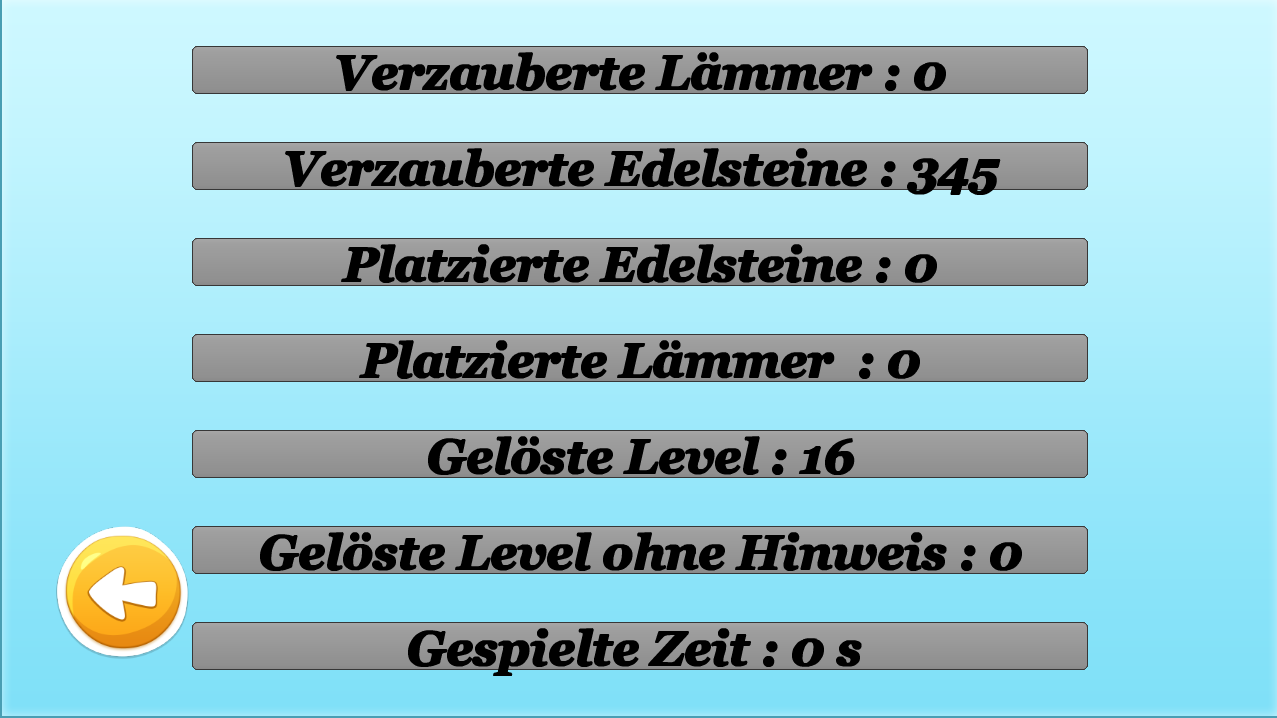 Verzauberte Lämmer : 0
Verzauberte Edelsteine : 345
Platzierte Edelsteine : 0
Platzierte Lämmer  : 0
Gelöste Level : 16
Gelöste Level ohne Hinweis : 0
Gespielte Zeit : 0 s